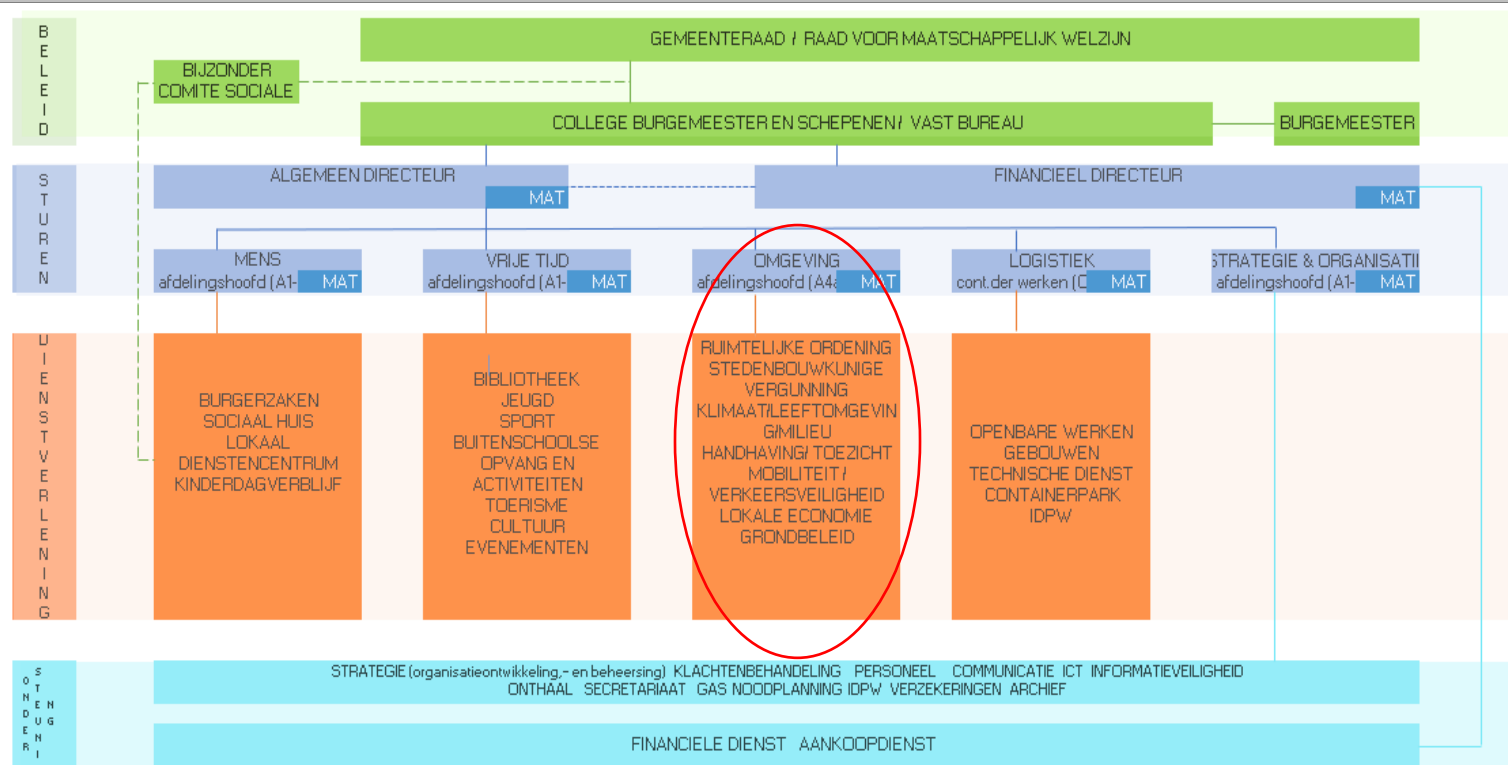 BELEID
GEMEENTERAAD / RAAD VOOR MAATSCHAPPELIJK WELZIJN
BIJZONDER
COMITE SOCIALE
COLLEGE BURGEMEESTER EN SCHEPENEN/ VAST BUREAU
BURGEMEESTER
STUREN
ALGEMEEN DIRECTEUR
MAT
FINANCIEEL DIRECTEUR
MAT
MENS
afdelingshoofd (A1-
MAT
VRIJE TIJD
afdelingshoofd (A1-
MAT
OMGEVING
afdelingshoofd (A4a
MAT
LOGISTIEK
cont.der werken (C
MAT
STRATEGIE & ORGANISATII
afdelingshoofd (A1-
MAT
DIENSTVERLENING
BURGERZAKEN
SOCIAAL HUIS
LOKAAL
DIENSTENCENTRUM
KINDERDAGVERBLIJF
BIBLIOTHEEK
JEUGD
SPORT
BUITENSCHOOLSE
OPVANG EN
ACTIVITEITEN
TOERISME
CULTUUR
EVENEMENTEN
RUIMTELIJKE ORDENING
STEDENBOUWKUNIGE
VERGUNNING
KLIMAAT/LEEFTOMGEVIN
G/MILIEU
HANDHAVING/ TOEZICHT
MOBILITEIT /
VERKEERSVEILIGHEID
LOKALE ECONOMIE
GRONDBELEID
OPENBARE WERKEN
GEBOUWEN
TECHNISCHE DIENST
CONTAINERPARK
IDPW
ONDERSTEUNING
STRATEGIE (organisatieontwikkeling,- en beheersing) KLACHTENBEHANDELING PERSONEEL COMMUNICATIE ICT INFORMATIEVEILIGHEID
ONTHAAL SECRETARIAAT GAS NOODPLANNING IDPW VERZEKERINGEN ARCHIEF
FINANCIELE DIENST AANKOOPDIENST